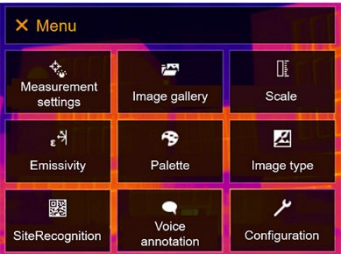 Menu
Measurement
settings
Image gallery
Scale
Emissivity
Palette
Image type
SiteRecognition
Voice
annotation
Configuration